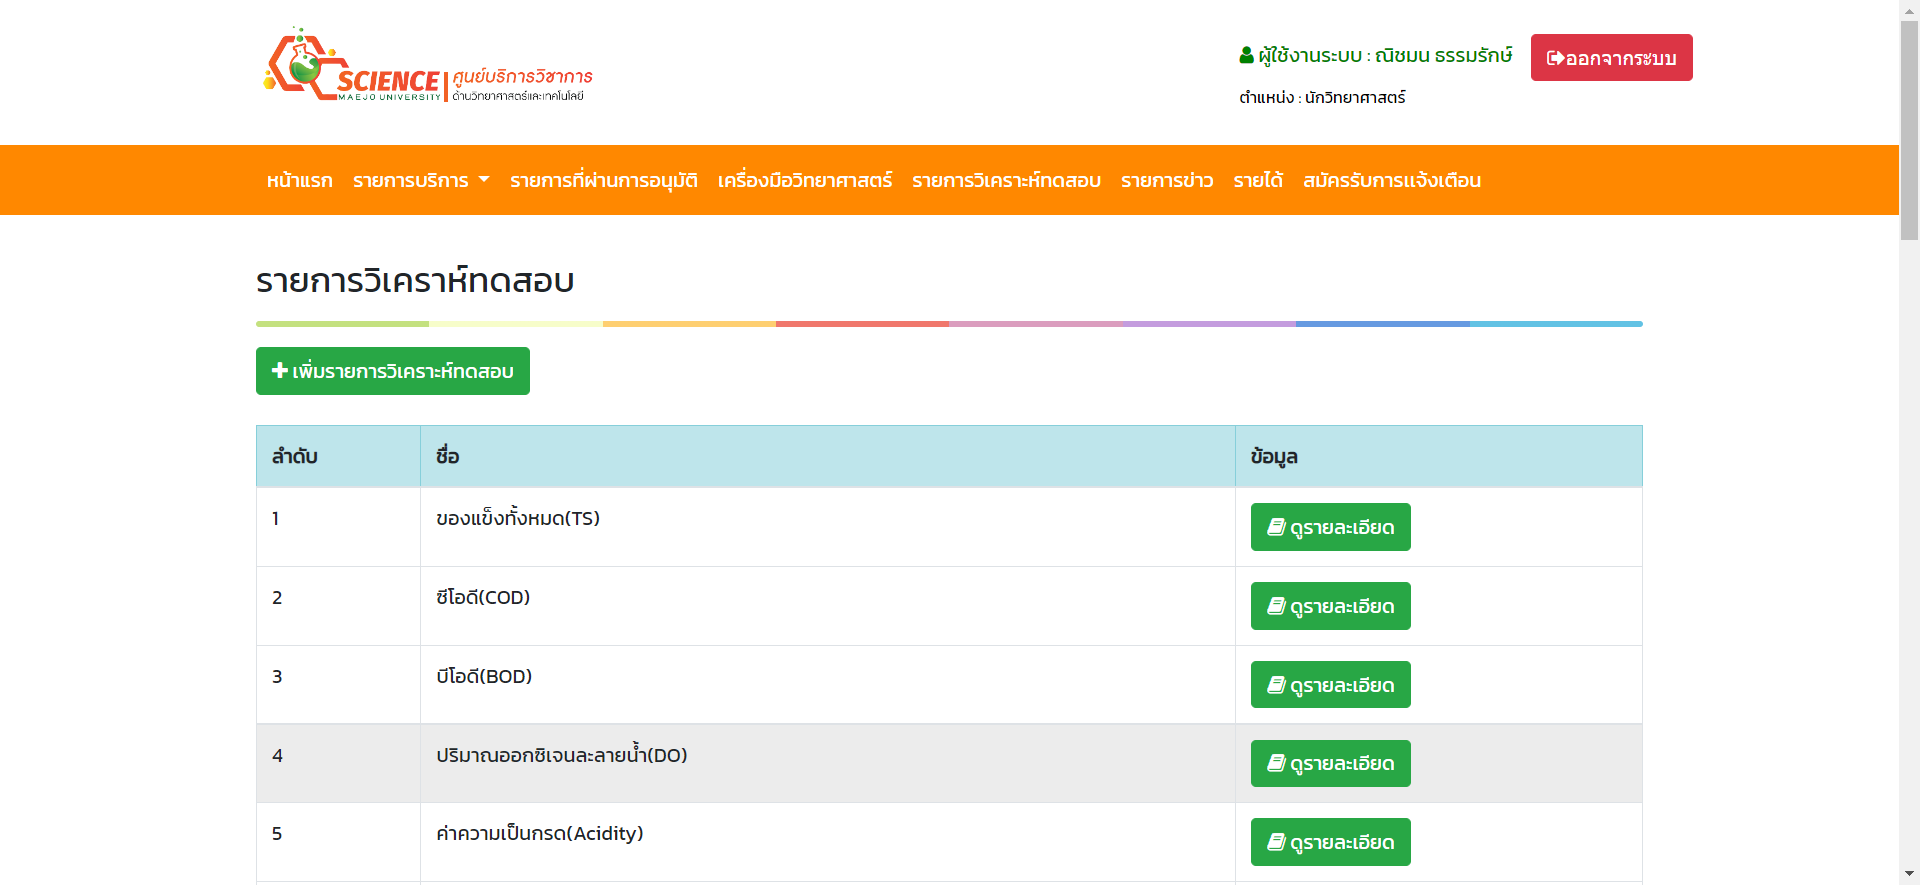 SCIENCE
MAEJO UNIVERSITY
ศูนย์บริการวิชาการ
ด้านวิทยาศาสตร์และเทคโนโลยี
ผู้ใช้งานระบบ : ณิชมน ธรรมรักษ์
ออกจากระบบ
ตำแหน่ง : นักวิทยาศาสตร์
หน้าแรก รายการบริการ รายการที่ผ่านการอนุมัติ เครื่องมือวิทยาศาสตร์ รายการวิเคราะห์ทดสอบ รายการข่าว รายได้ สมัครรับการแจ้งเตือน
รายการวิเคราห์ทดสอบ
เพิ่มรายการวิเคราะห์ทดสอบ
ลำดับ ชื่อ ข้อมูล
1 ของแข็งทั้งหมด(TS) ดูรายละเอียด
2 ซีโอดี(COD) ดูรายละเอียด
3 บีโอดี(BOD) ดูรายละเอียด
4 ปริมาณออกซิเจนละลายน้ำ(DO) ดูรายละเอียด
5 ค่าความเป็นกรด(Acidity) ดูรายละเอียด